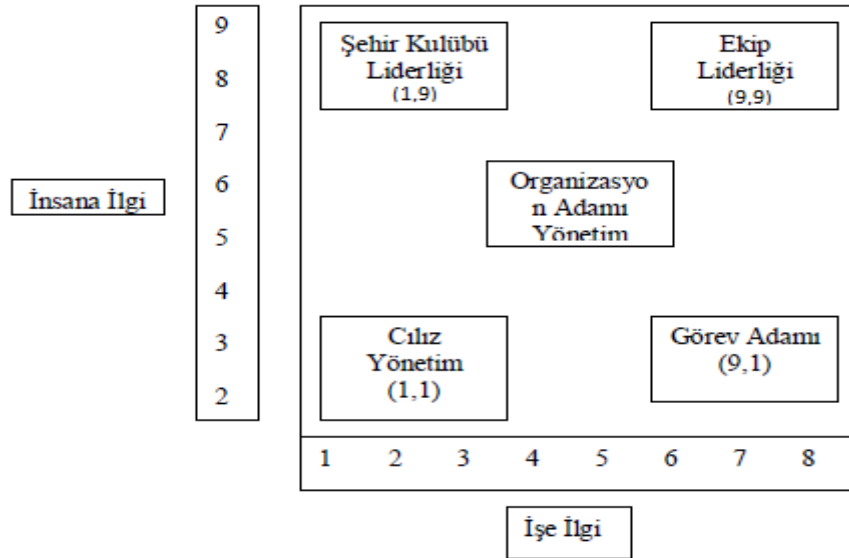 9
Şehir Kulübü
Liderliği
(1,9)
Ekip
Liderliği
(9,9)
8
7
İnsana İlgi
6
Organizasyo
n Adamı
Yönetim
5
4
3
Cılız
Yönetim
(1,1)
Görev Adamı
(9,1)
2
1 2 3 4 5 6 7 8
İşe İlgi